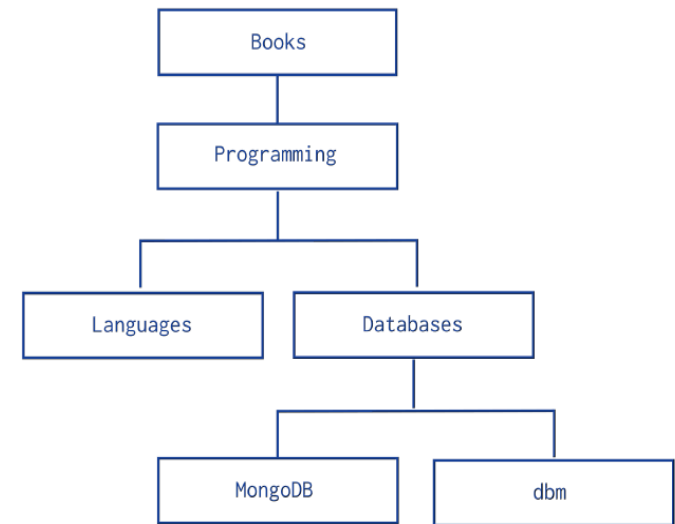 Books
Programming
Languages
Databases
MongoDB
dbm